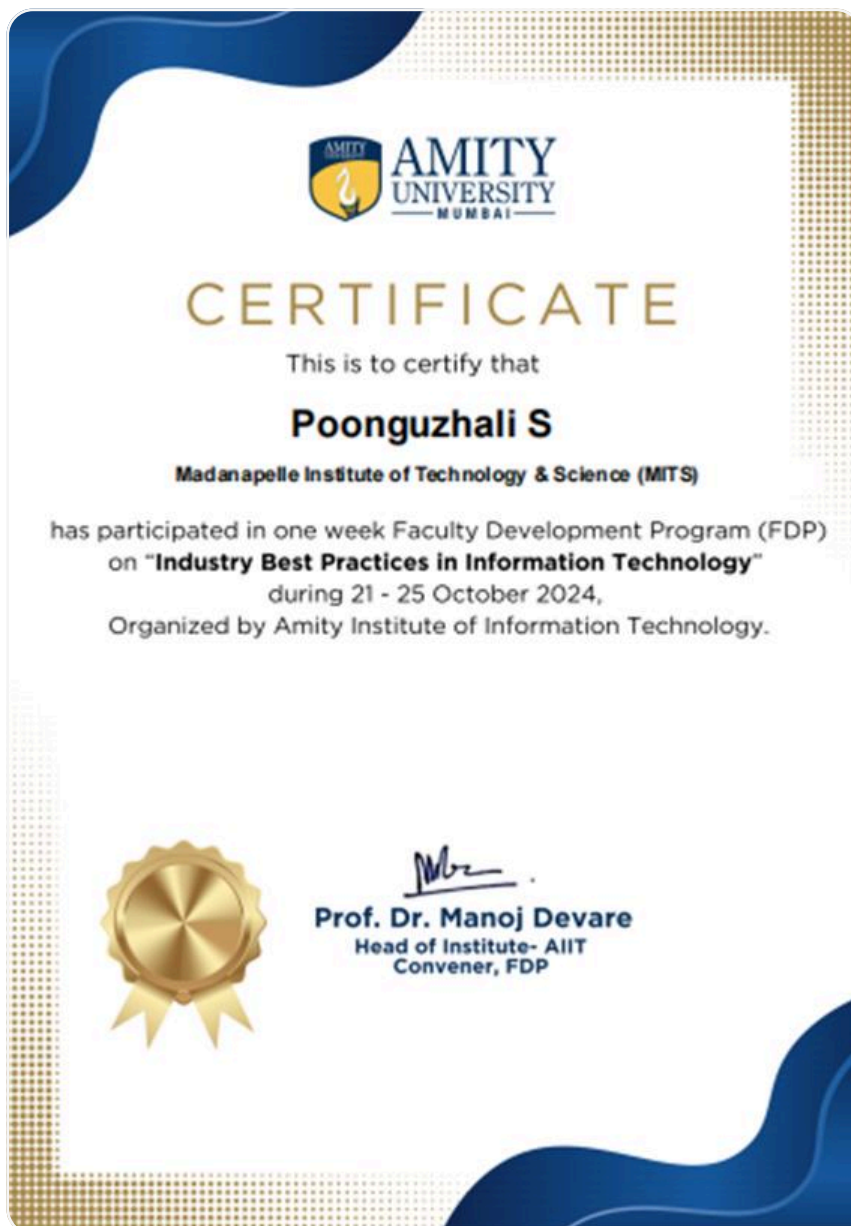 AMITY
AMITY
UNIVERSITY
MUMBAI
CERTIFICATE
This is to certify that
Poonguzhali S
Madanapelle Institute of Technology & Science (MITS)
has participated in one week Faculty Development Program (FDP)
on "Industry Best Practices in Information Technology"
during 21 - 25 October 2024,
Organized by Amity Institute of Information Technology.
Prof. Dr. Manoj Devare
Head of Institute- AIIT
Convener, FDP